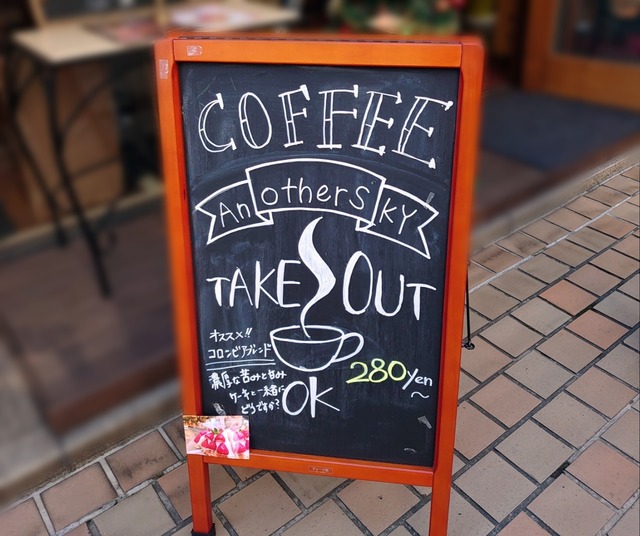 COFFEE
AnotherSKY
TAKE OUT
オススメ!!
コロンビアブレンド
濃厚な苦みと甘み
ケーキと一緒に
どうですか?
280Yen~
OK